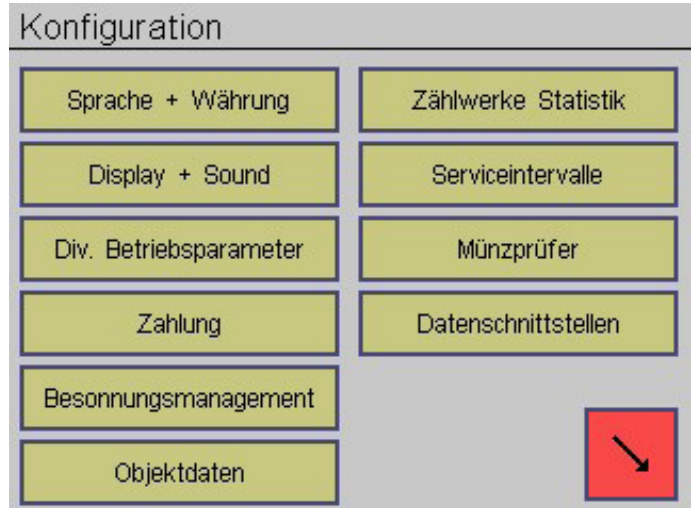 Konfiguration
Sprache + Währung
Display + Sound
Div. Betriebsparameter
Zahlung
Besonnungsmanagement
Objektdaten
Zählwerke Statistik
Serviceintervalle
Münzprüfer
Datenschnittstellen